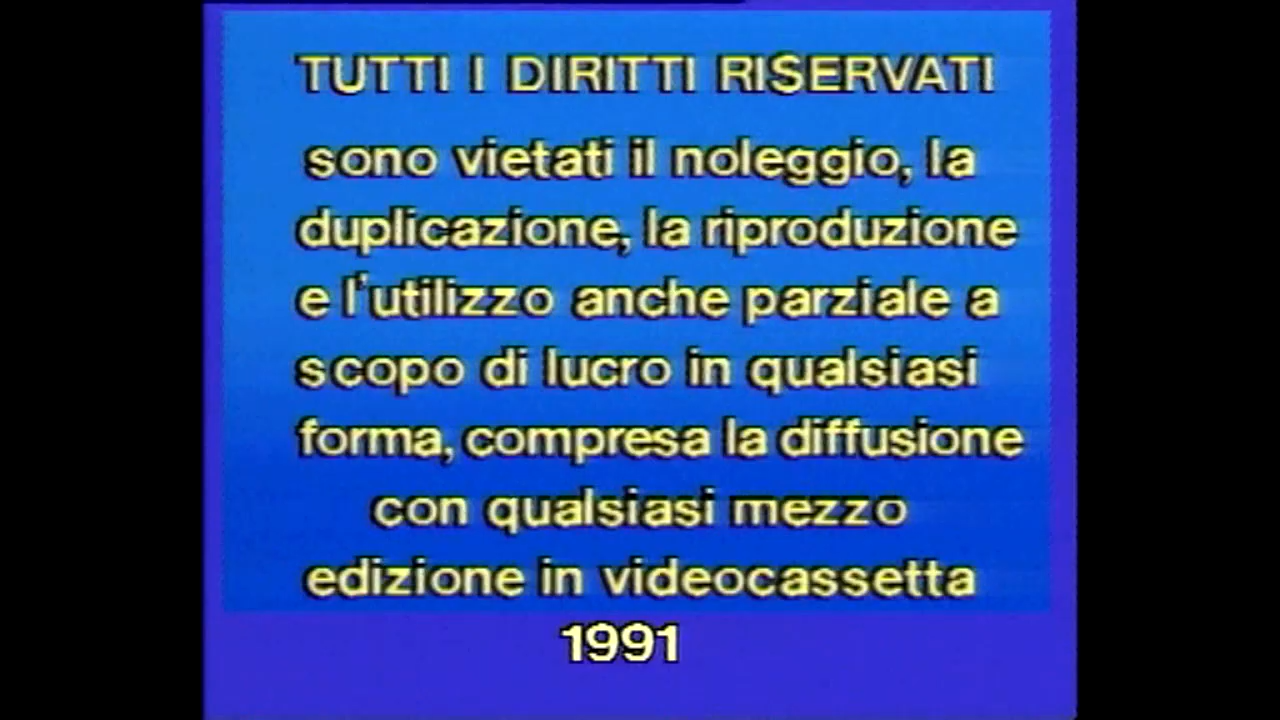 TUTTI I DIRITTI RISERVATI
sono vietati il noleggio, la
duplicazione, la riproduzione
e l'utilizzo anche parziale a
scopo di lucro in qualsiasi
forma, compresa la diffusione
con qualsiasi mezzo
edizione in videocassetta
1991